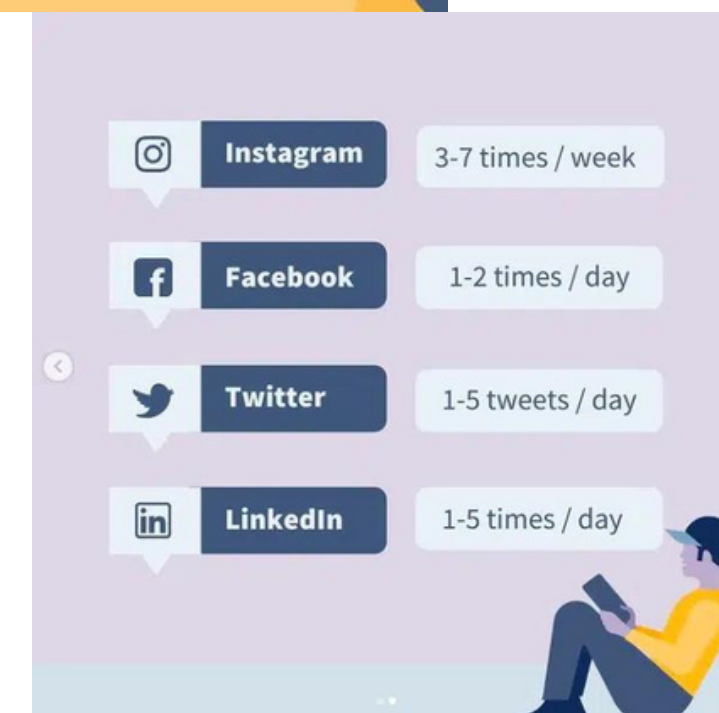 Instagram 3-7 times / week
Facebook 1-2 times / day
Twitter 1-5 tweets / day
in LinkedIn 1-5 times / day